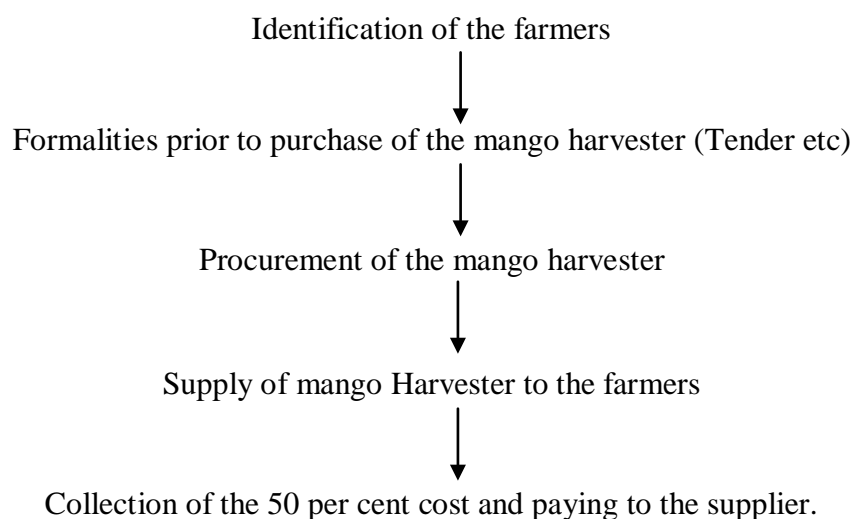 Identification of the farmers
Formalities prior to purchase of the mango harvester (Tender etc)
Procurement of the mango harvester
Supply of mango Harvester to the farmers
Collection of the 50 per cent cost and paying to the supplier.